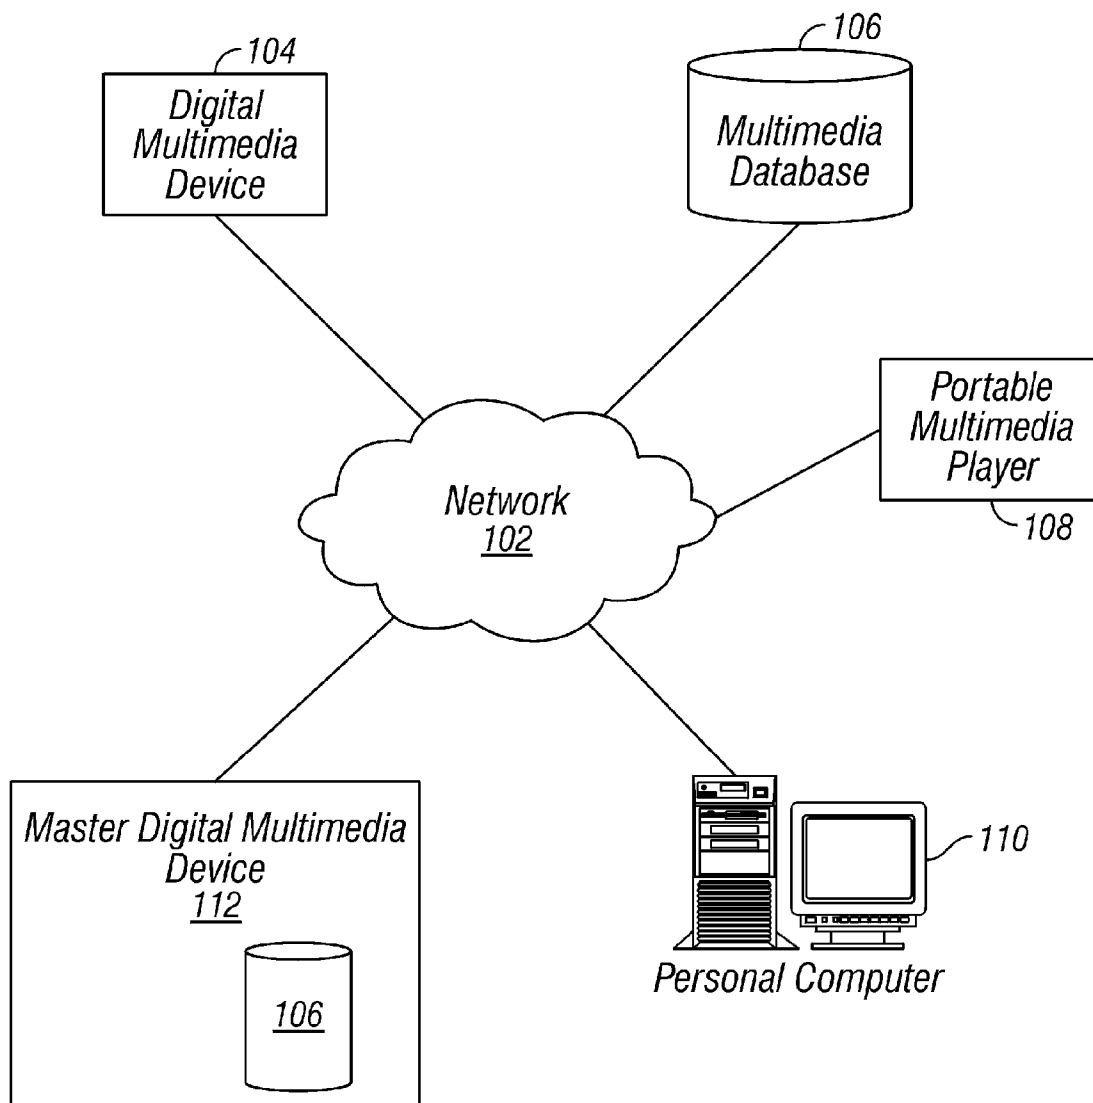 104
Digital
Multimedia
Device
106
Multimedia
Database
Portable
Multimedia
Player
108
Network
102
Master Digital Multimedia
Device
112
106
110
Personal Computer